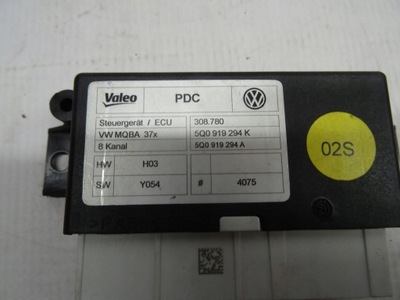 Valeo PDC
Steuergerät / ECU 308.780
VW MQBA 37x 5Q0 919 294 K
8 Kanal 5Q0 919 294 A
HW H03
SW Y054 # 4075
02S